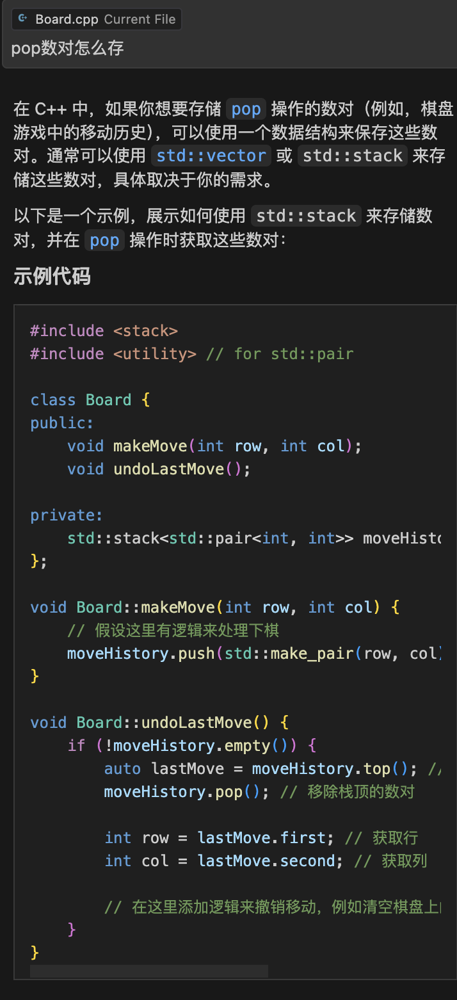 Board.cpp Current File
pop数对怎么存
在 C++ 中，如果你想要存储 pop 操作的数对（例如，棋盘
游戏中的移动历史），可以使用一个数据结构来保存这些数
对。通常可以使用 std::vector 或 std::stack 来存
储这些数对，具体取决于你的需求。
以下是一个示例，展示如何使用 std::stack 来存储数
对，并在 pop 操作时获取这些数对：
示例代码
#include <stack>
#include <utility> // for std::pair
class Board {
public:
    void makeMove(int row, int col);
    void undoLastMove();
private:
    std::stack<std::pair<int, int>> moveHisto
};
void Board::makeMove(int row, int col) {
    // 假设这里有逻辑来处理下棋
    moveHistory.push(std::make_pair(row, col)
}
void Board::undoLastMove() {
    if (!moveHistory.empty()) {
        auto lastMove = moveHistory.top(); //
        moveHistory.pop(); // 移除栈顶的数对
        int row = lastMove.first; // 获取行
        int col = lastMove.second; // 获取列
        // 在这里添加逻辑来撤销移动，例如清空棋盘上
    }
}